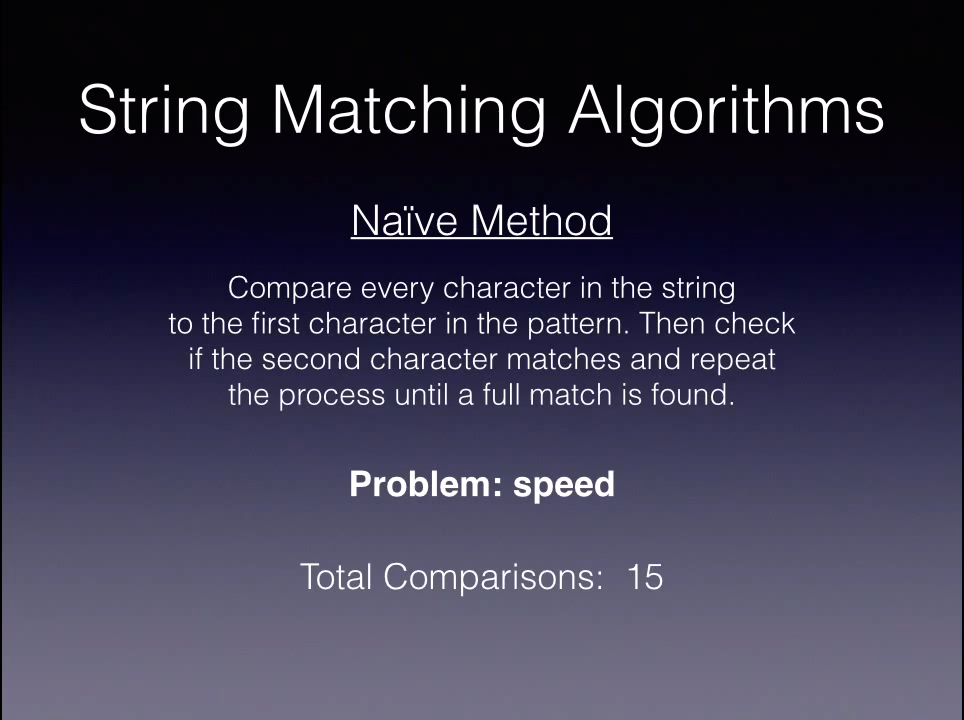 String Matching Algorithms
Naïve Method
Compare every character in the string
to the first character in the pattern. Then check
if the second character matches and repeat
the process until a full match is found.
Problem: speed
Total Comparisons:  15